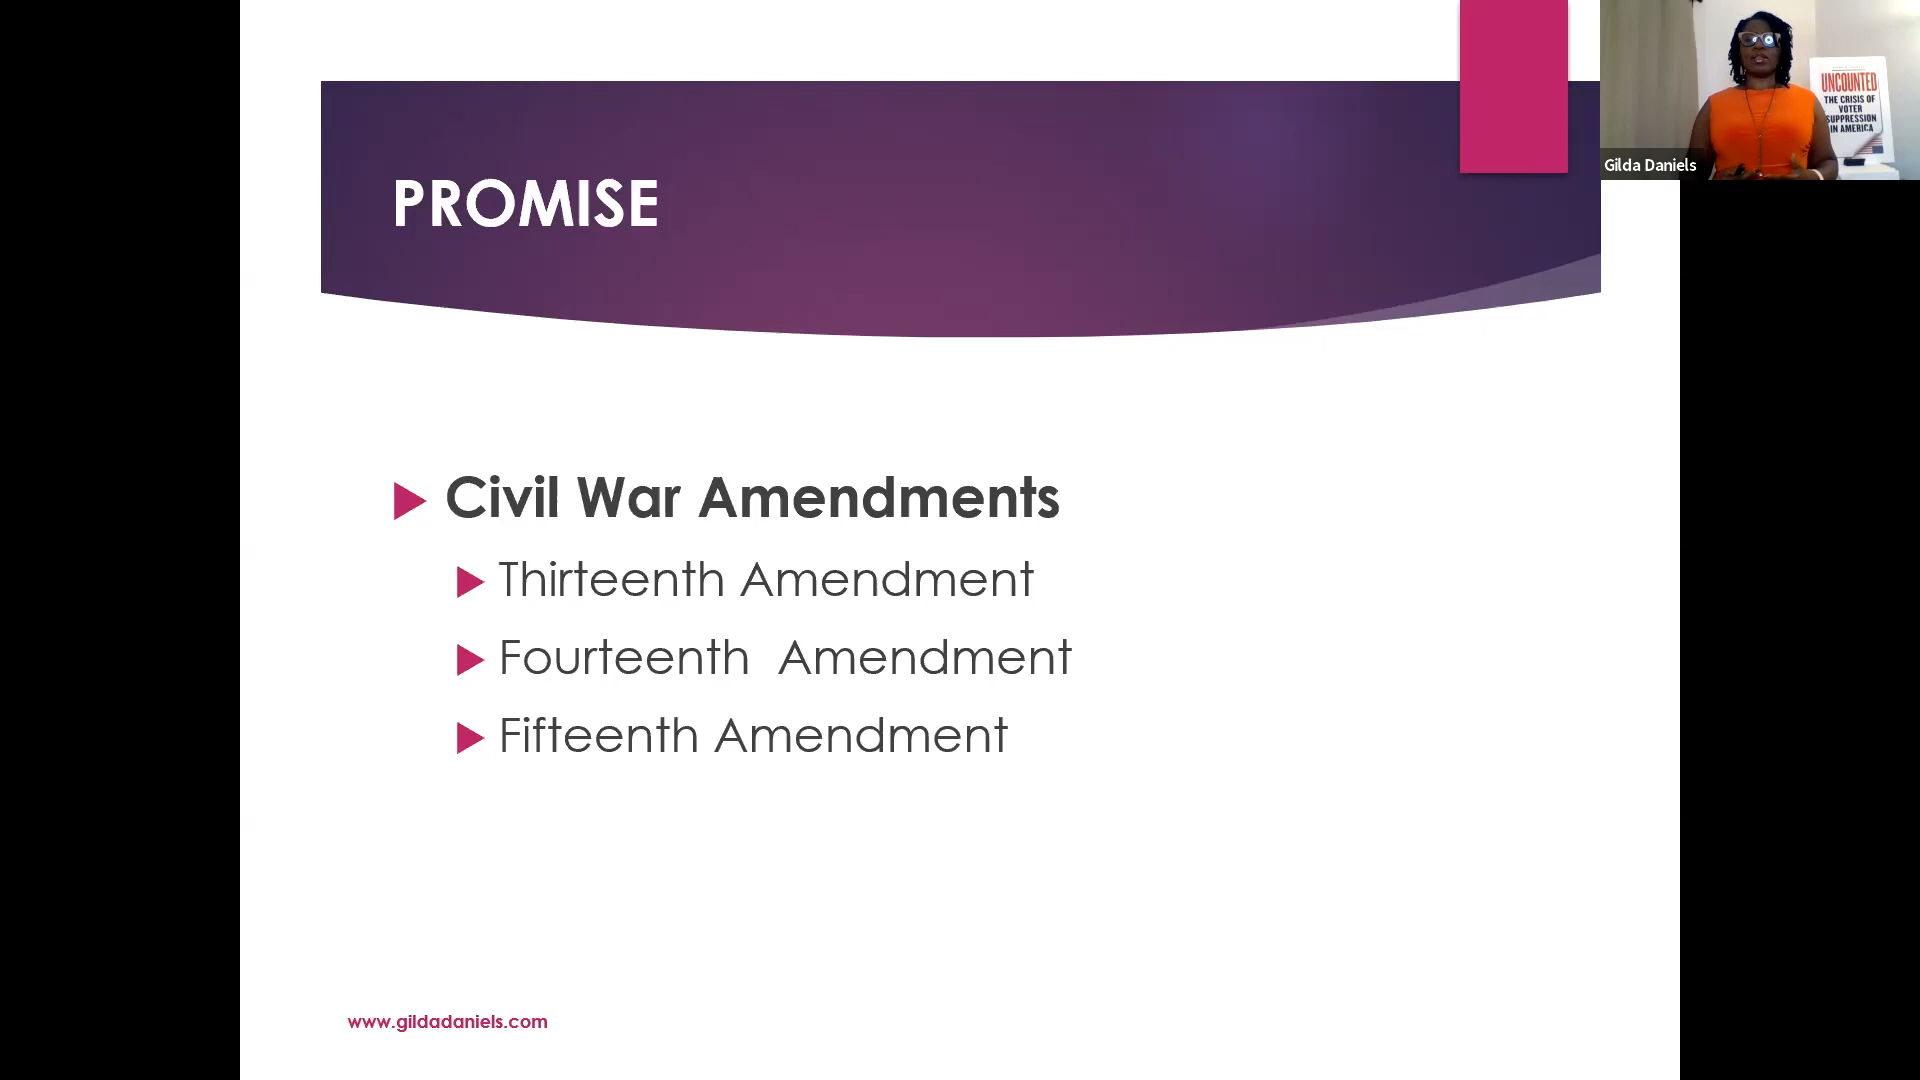 PROMISE
Civil War Amendments
Thirteenth Amendment
Fourteenth Amendment
Fifteenth Amendment
www.gildadaniels.com
Gilda Daniels
UNCOUNTED
THE CRISIS OF
VOTER
SUPPRESSION
IN AMERICA